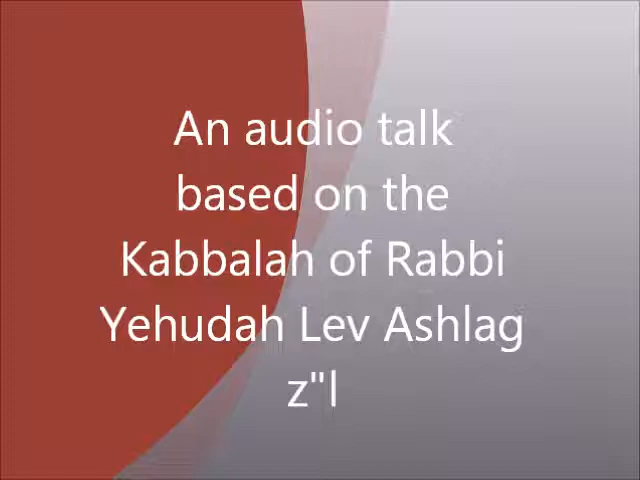 An audio talk
based on the
Kabbalah of Rabbi
Yehudah Lev Ashlag
z"l